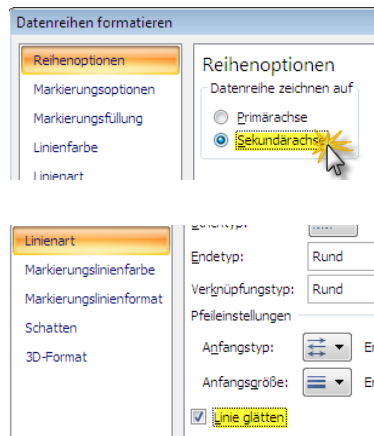 Datenreihen formatieren
Reihenoptionen
Markierungsoptionen
Markierungsfüllung
Linienfarbe
Linienart
Reihenoptionen
Datenreihe zeichnen auf
Primärachse
Sekundärachse
Linienart
Markierungslinienfarbe
Markierungslinienformat
Schatten
3D-Format
Endetyp: Rund
Verknüpfungstyp: Rund
Pfeileinstellungen
Anfangstyp:
Anfangsgröße:
Linie glätten